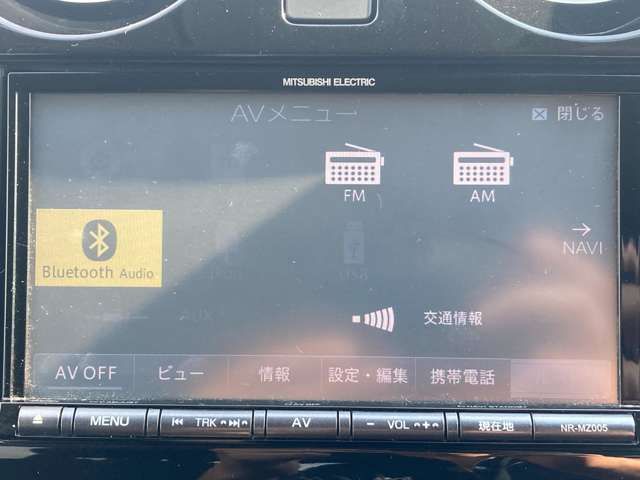 MITSUBISHI ELECTRIC
AVメニュー
閉じる
FM
AM
Bluetooth Audio
USB
NAVI
AUX
交通情報
AV OFF
ビュー
情報
設定・編集
携帯電話
MENU
TRK
AV
− VOL +
現在地
NR-MZ005